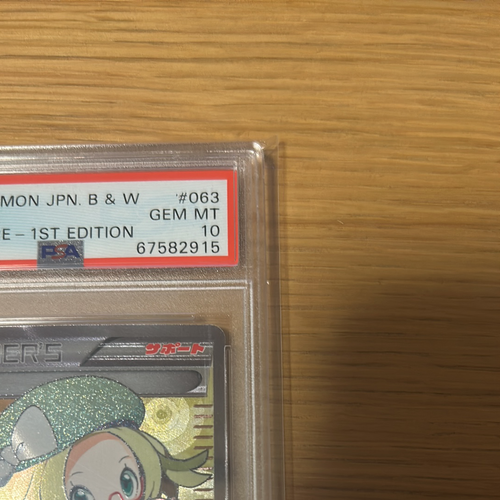 MON JPN. B & W #063
GEM MT
E - 1ST EDITION 10
PSA 67582915
ER'S サポート